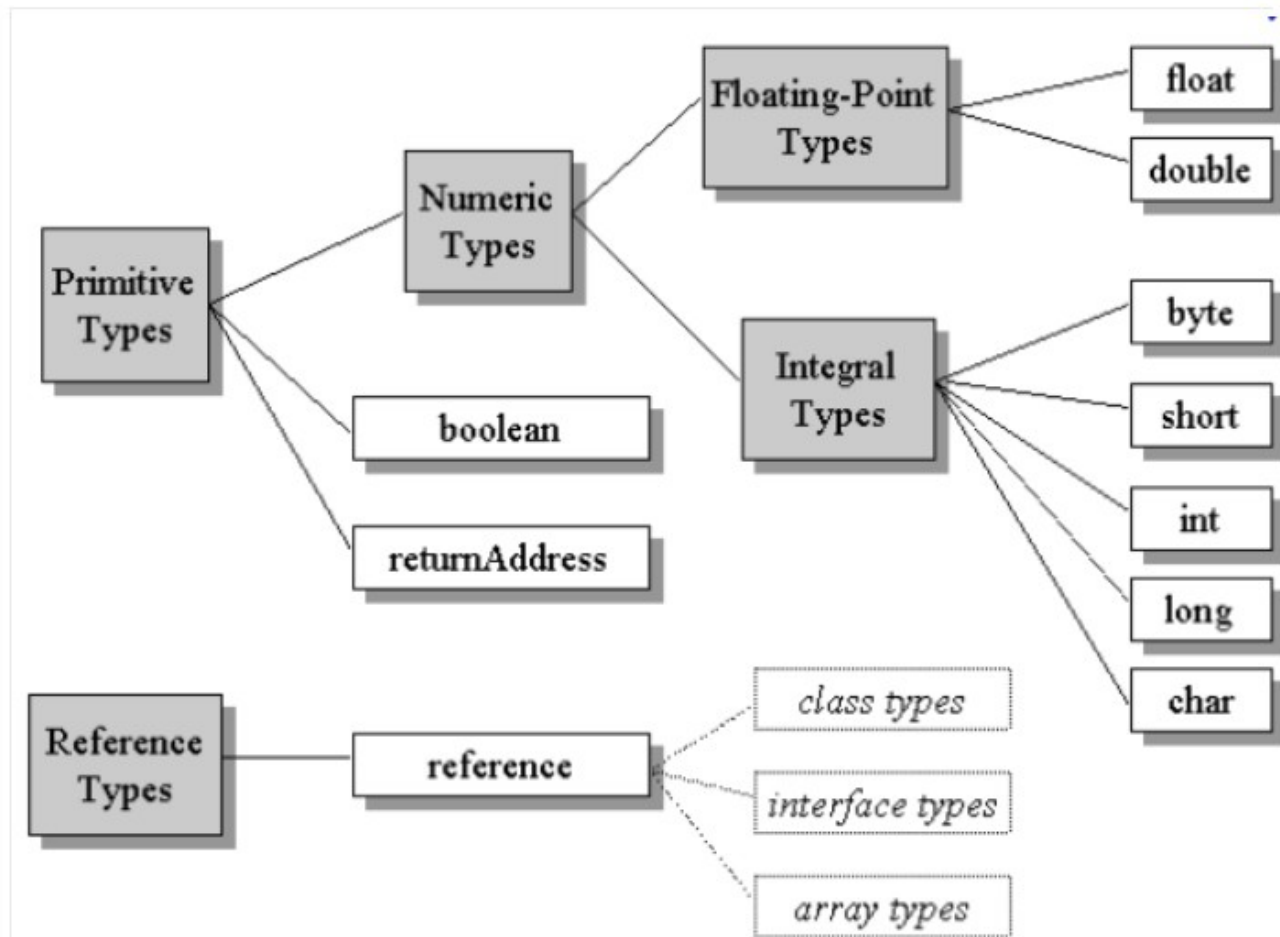 Primitive
Types
Numeric
Types
boolean
returnAddress
Floating-Point
Types
float
double
Integral
Types
byte
short
int
long
char
Reference
Types
reference
class types
interface types
array types